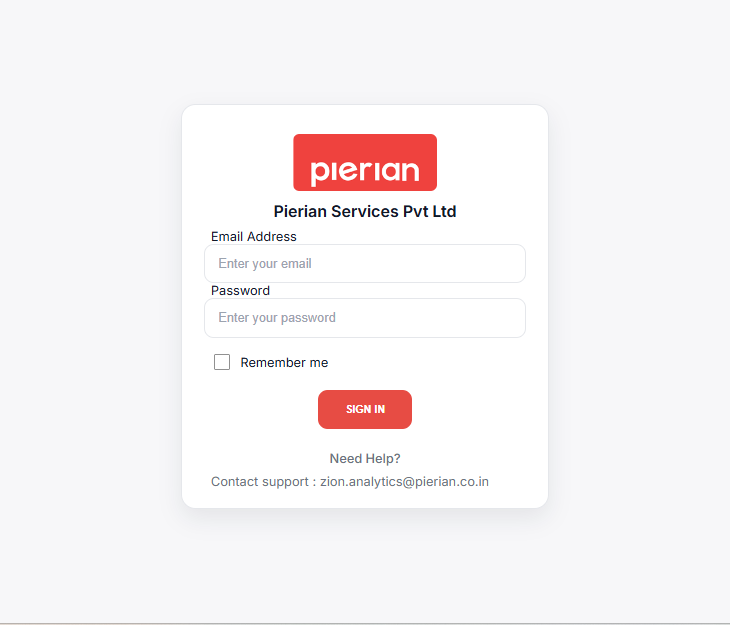 pierian
Pierian Services Pvt Ltd
Email Address
Enter your email
Password
Enter your password
Remember me
SIGN IN
Need Help?
Contact support : zion.analytics@pierian.co.in